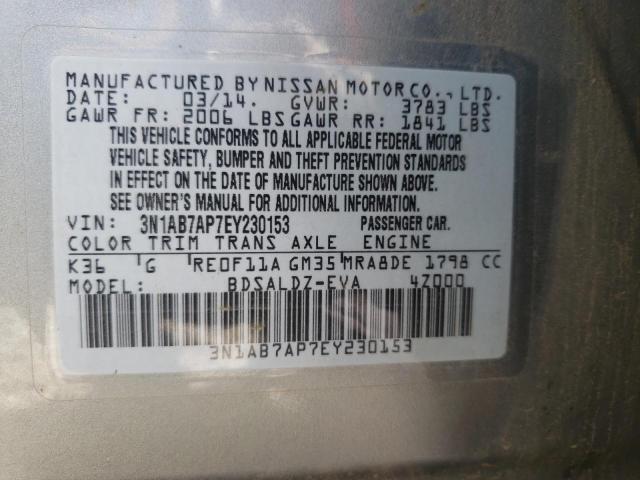 MANUFACTURED BY NISSAN MOTOR CO., LTD.
DATE: 03/14. GVWR: 3783 LBS
GAWR FR: 2006 LBS GAWR RR: 1841 LBS
THIS VEHICLE CONFORMS TO ALL APPLICABLE FEDERAL MOTOR
VEHICLE SAFETY, BUMPER AND THEFT PREVENTION STANDARDS
IN EFFECT ON THE DATE OF MANUFACTURE SHOWN ABOVE.
SEE OWNER'S MANUAL FOR ADDITIONAL INFORMATION.
VIN: 3N1AB7AP7EY230153 PASSENGER CAR.
COLOR TRIM TRANS AXLE ENGINE
K36 G RE0F11A GM35 MRA8DE 1798 CC
MODEL: BDSALDZ-EVA 4Z000
3N1AB7AP7EY230153